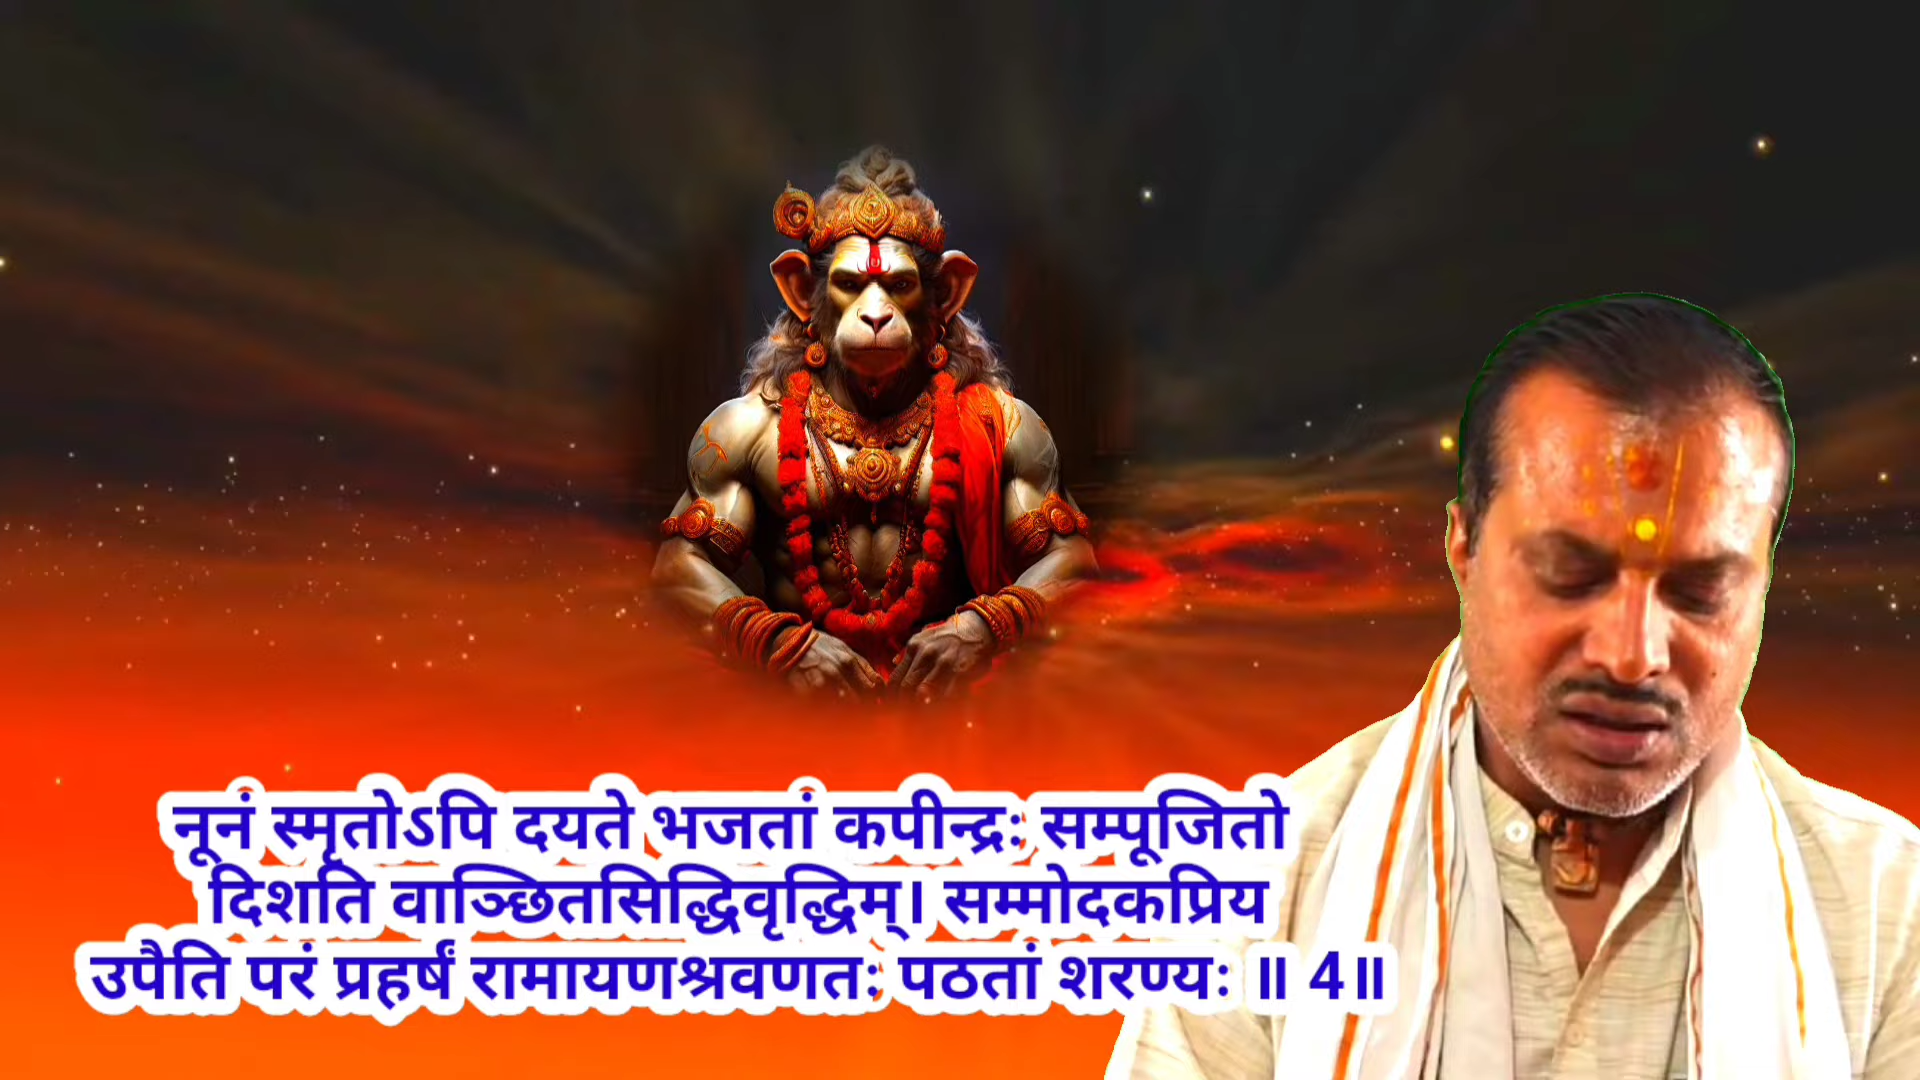 नूनं स्मृतोऽपि दयते भजतां कपीन्द्रः सम्पूजितो
दिशति वाञ्छितसिद्धिवृद्धिम्। सम्मोदकप्रिय
उपैति परं प्रहर्षं रामायणश्रवणतः पठतां शरण्यः ॥ 4॥